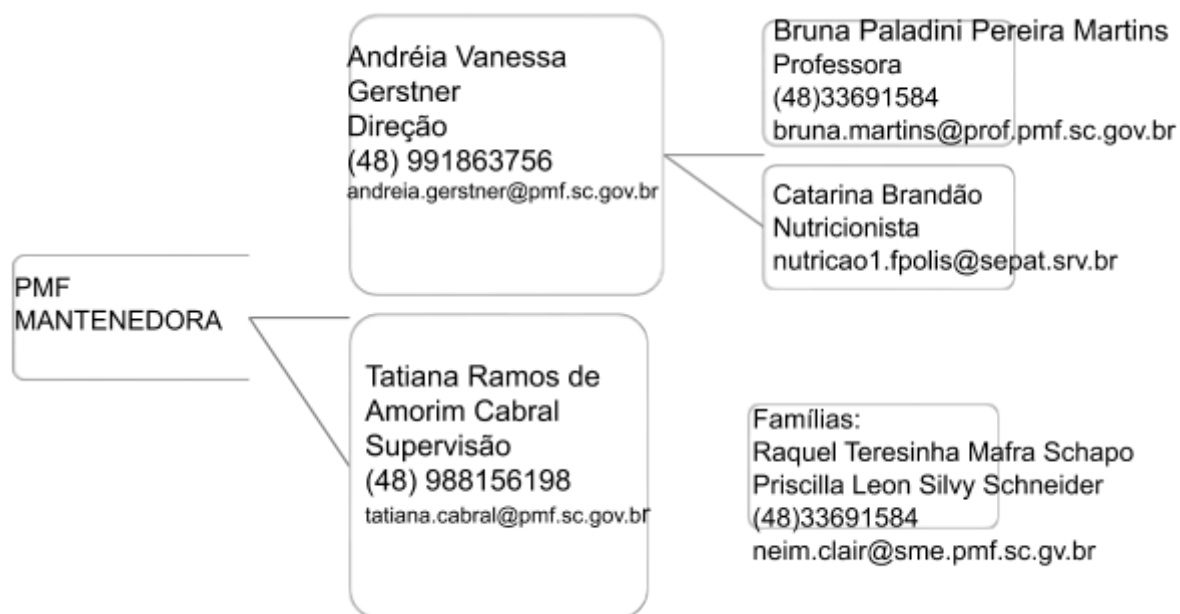 PMF
MANTENEDORA
Andréia Vanessa
Gerstner
Direção
(48) 991863756
andreia.gerstner@pmf.sc.gov.br
Tatiana Ramos de
Amorim Cabral
Supervisão
(48) 988156198
tatiana.cabral@pmf.sc.gov.br
Bruna Paladini Pereira Martins
Professora
(48)33691584
bruna.martins@prof.pmf.sc.gov.br
Catarina Brandão
Nutricionista
nutricao1.fpolis@sepat.srv.br
Famílias:
Raquel Teresinha Mafra Schapo
Priscilla Leon Silvy Schneider
(48)33691584
neim.clair@sme.pmf.sc.gv.br